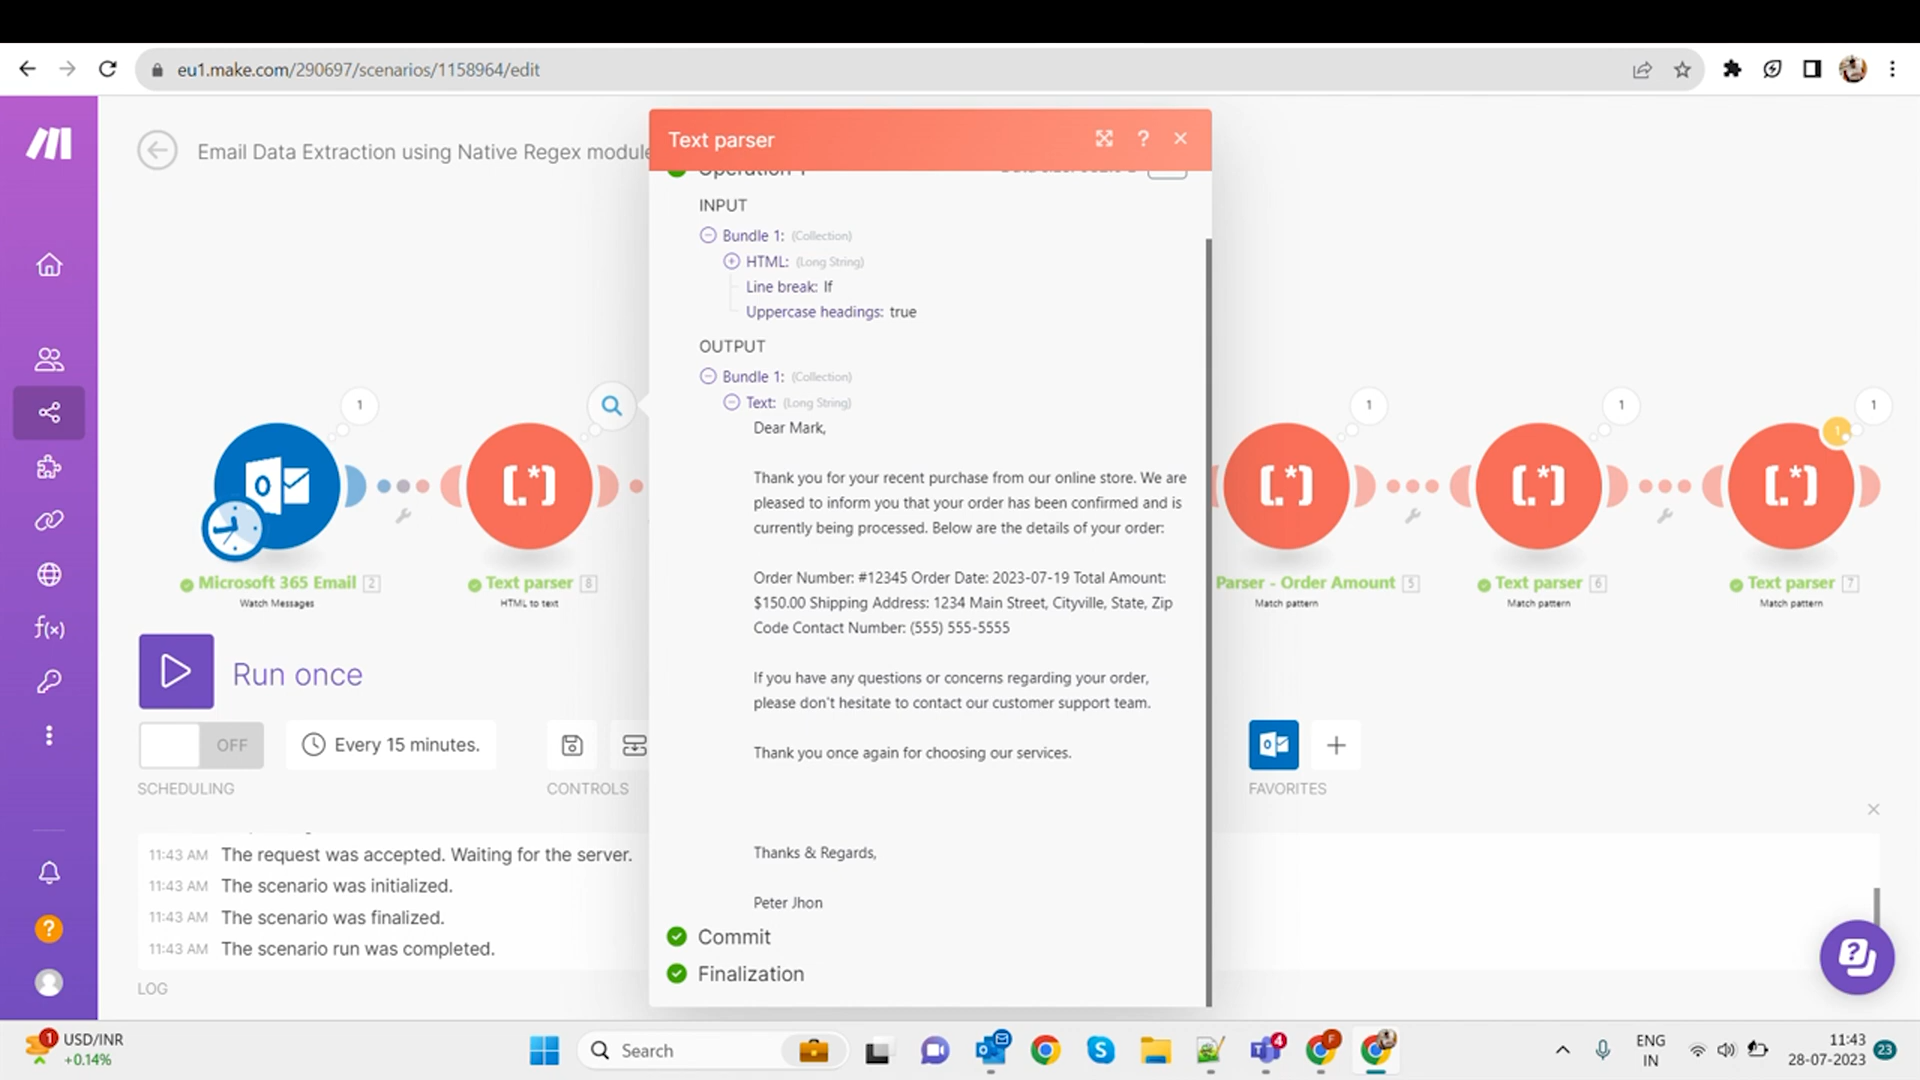 eu1.make.com/290697/scenarios/1158964/edit
Email Data Extraction using Native Regex module
Text parser
?
Operation 1
INPUT
Bundle 1: (Collection)
HTML: (Long String)
Line break: lf
Uppercase headings: true
OUTPUT
Bundle 1: (Collection)
Text: (Long String)
Dear Mark,
Thank you for your recent purchase from our online store. We are
pleased to inform you that your order has been confirmed and is
currently being processed. Below are the details of your order:
Order Number: #12345 Order Date: 2023-07-19 Total Amount:
$150.00 Shipping Address: 1234 Main Street, Cityville, State, Zip
Code Contact Number: (555) 555-5555
If you have any questions or concerns regarding your order,
please don't hesitate to contact our customer support team.
Thank you once again for choosing our services.
Thanks & Regards,
Peter Jhon
Commit
Finalization
1
1
1
1
1
[.*]
[.*]
[.*]
[.*]
Microsoft 365 Email 2
Watch Messages
Text parser 8
HTML to text
Parser - Order Amount 5
Match pattern
Text parser 6
Match pattern
Text parser 7
Match pattern
Run once
OFF
Every 15 minutes.
SCHEDULING
CONTROLS
FAVORITES
11:43 AM The request was accepted. Waiting for the server.
11:43 AM The scenario was initialized.
11:43 AM The scenario was finalized.
11:43 AM The scenario run was completed.
LOG
f(x)
?
?
1
USD/INR
+0.14%
Search
4
F
ENG
IN
11:43
28-07-2023
23